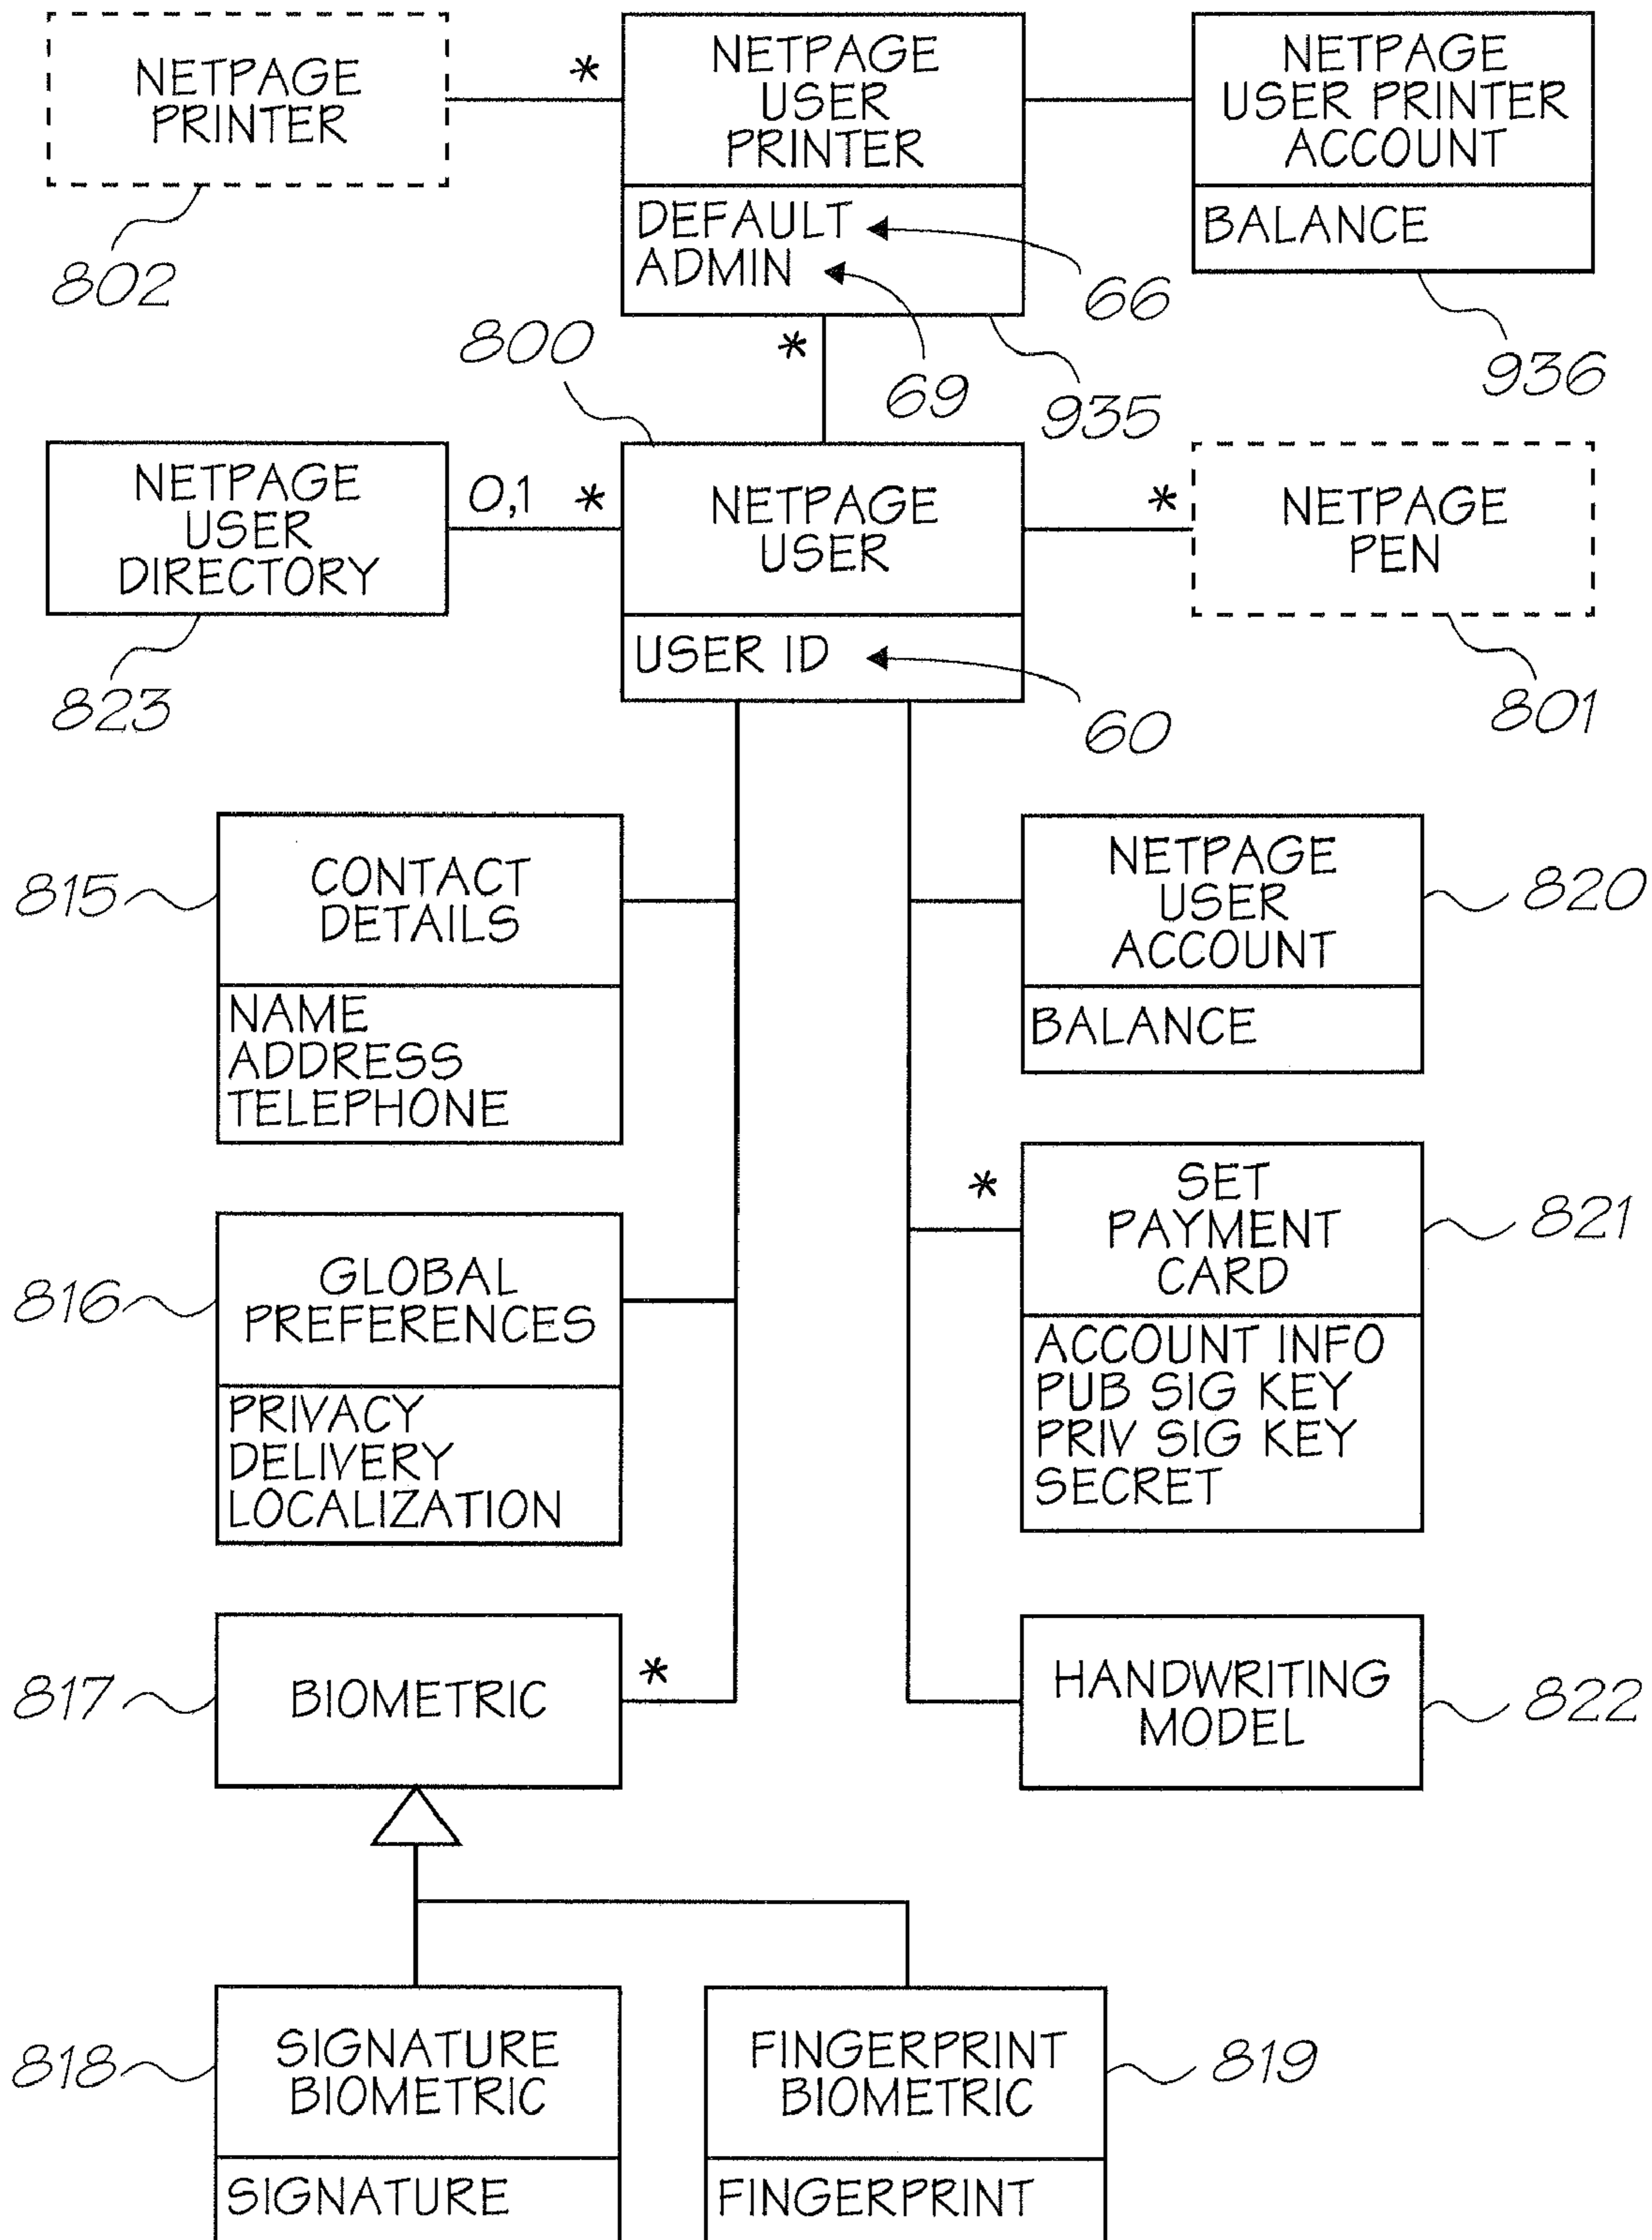 NETPAGE
PRINTER
802
*
NETPAGE
USER
PRINTER
DEFAULT
ADMIN
66
69
935
*
NETPAGE
USER PRINTER
ACCOUNT
BALANCE
936
800
NETPAGE
USER
DIRECTORY
823
0,1 *
NETPAGE
USER
USER ID
60
*
NETPAGE
PEN
801
815
CONTACT
DETAILS
NAME
ADDRESS
TELEPHONE
NETPAGE
USER
ACCOUNT
BALANCE
820
816
GLOBAL
PREFERENCES
PRIVACY
DELIVERY
LOCALIZATION
*
SET
PAYMENT
CARD
ACCOUNT INFO
PUB SIG KEY
PRIV SIG KEY
SECRET
821
817
BIOMETRIC
*
HANDWRITING
MODEL
822
818
SIGNATURE
BIOMETRIC
SIGNATURE
FINGERPRINT
BIOMETRIC
FINGERPRINT
819